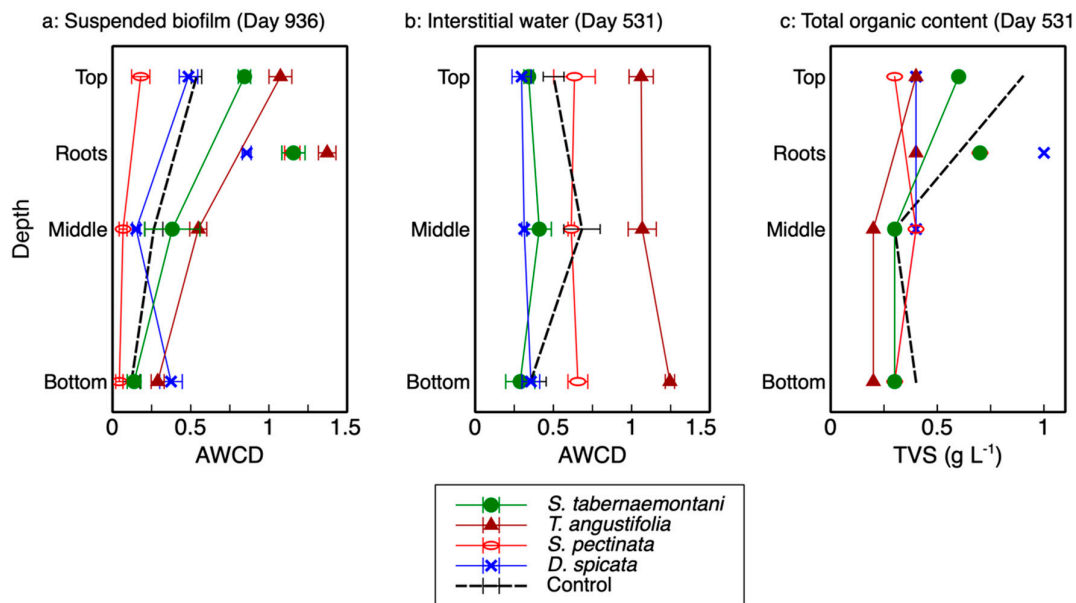 a: Suspended biofilm (Day 936)
b: Interstitial water (Day 531)
c: Total organic content (Day 531
Depth
Top
Roots
Middle
Bottom
0 0.5 1 1.5
AWCD
Top
Middle
Bottom
0 0.5 1 1.5
AWCD
Top
Roots
Middle
Bottom
0 0.5 1
TVS (g L⁻¹)
S. tabernaemontani
T. angustifolia
S. pectinata
D. spicata
Control